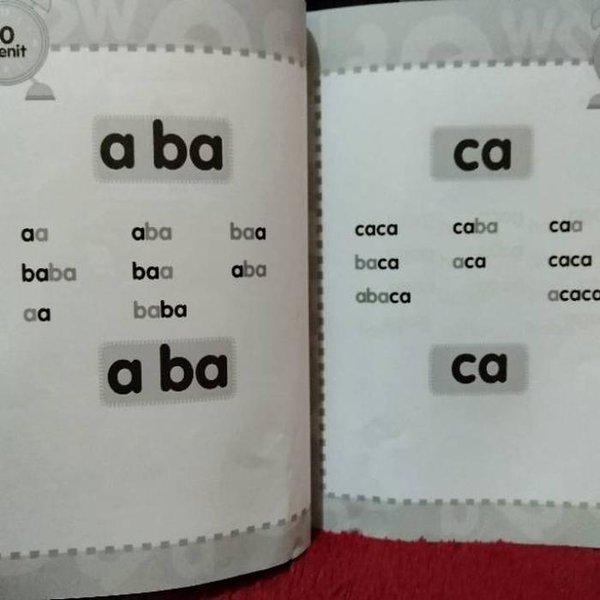 0
enit
a ba
aa aba baa
baba baa aba
aa baba
a ba
ca
caca caba caa
baca aca caca
abaca acaca
ca